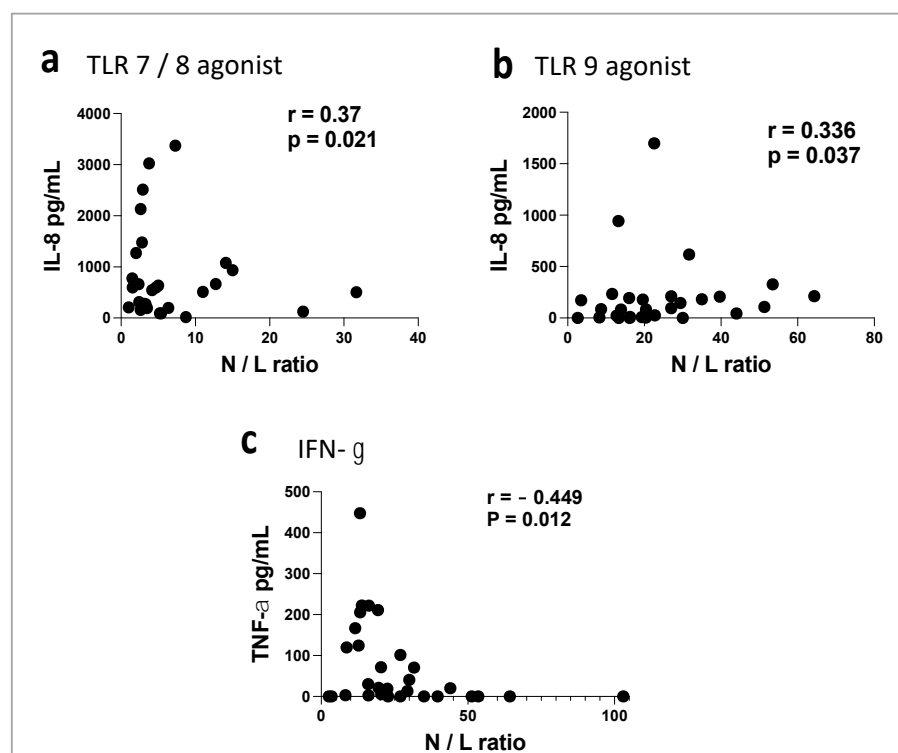 a TLR 7 / 8 agonist
r = 0.37
p = 0.021
IL-8 pg/mL
4000
3000
2000
1000
0
0 10 20 30 40
N / L ratio
b TLR 9 agonist
r = 0.336
p = 0.037
IL-8 pg/mL
2000
1500
1000
500
0
0 20 40 60 80
N / L ratio
c IFN- g
r = - 0.449
P = 0.012
TNF-a pg/mL
500
400
300
200
100
0
0 50 100
N / L ratio